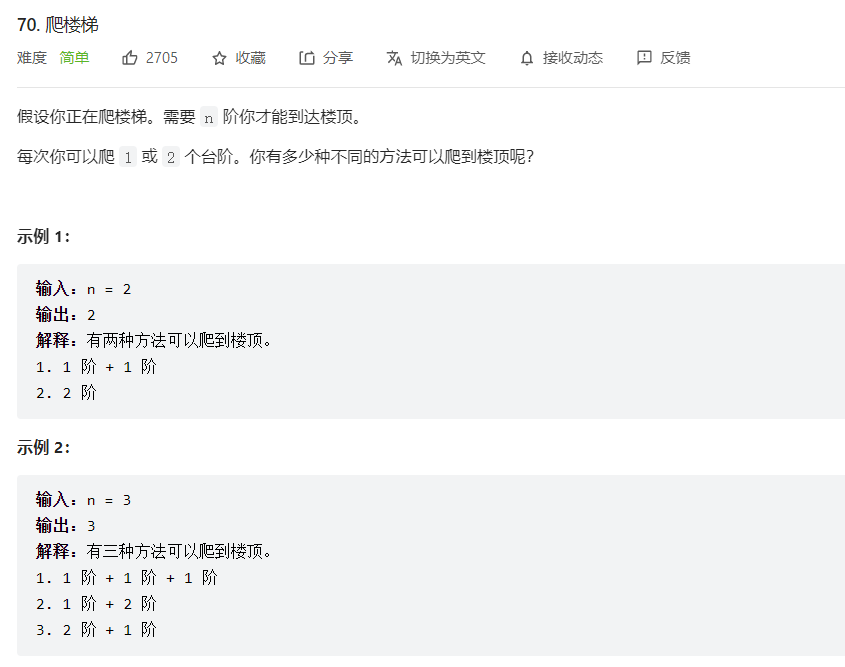 70. 爬楼梯
难度 简单 2705 收藏 分享 切换为英文 接收动态 反馈
假设你正在爬楼梯。需要 n 阶你才能到达楼顶。
每次你可以爬 1 或 2 个台阶。你有多少种不同的方法可以爬到楼顶呢？
示例 1：
输入：n = 2
输出：2
解释：有两种方法可以爬到楼顶。
1. 1 阶 + 1 阶
2. 2 阶
示例 2：
输入：n = 3
输出：3
解释：有三种方法可以爬到楼顶。
1. 1 阶 + 1 阶 + 1 阶
2. 1 阶 + 2 阶
3. 2 阶 + 1 阶